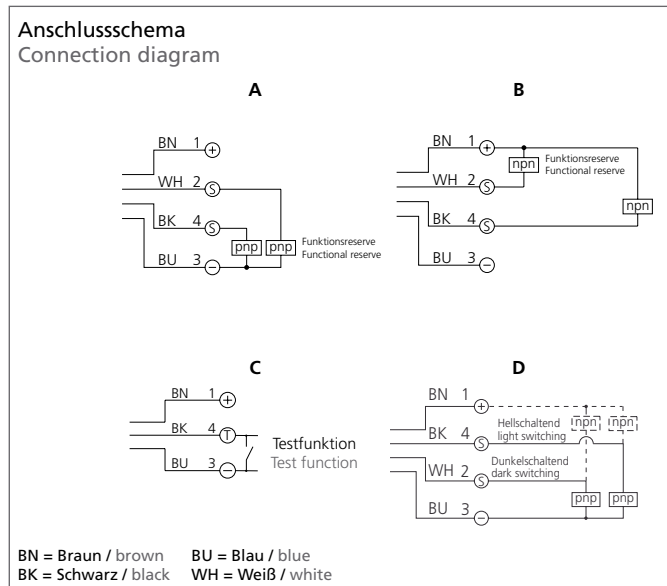 Anschlussschema
Connection diagram
A
BN 1 +
WH 2 S
BK 4 S
pnp pnp Funktionsreserve
Functional reserve
BU 3 −
B
BN 1 +
npn Funktionsreserve
Functional reserve
WH 2 S
npn
BK 4 S
BU 3 −
C
BN 1 +
BK 4 T
Testfunktion
Test function
BU 3 −
D
BN 1 +
npn npn
Hellschaltend
light switching
BK 4 S
Dunkelschaltend
dark switching
WH 2 S
pnp pnp
BU 3 −
BN = Braun / brown BU = Blau / blue
BK = Schwarz / black WH = Weiß / white